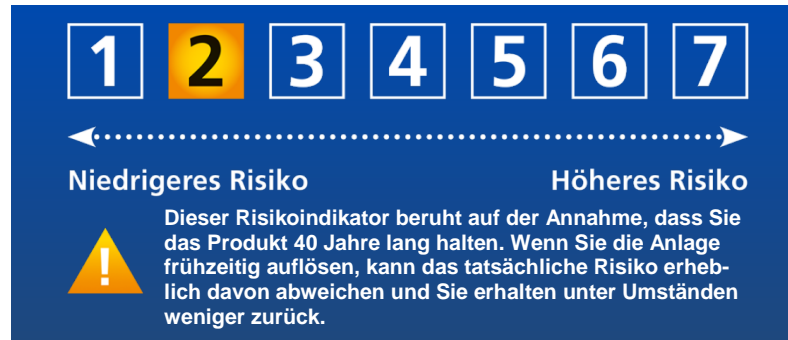 1 2 3 4 5 6 7
Niedrigeres Risiko Höheres Risiko
Dieser Risikoindikator beruht auf der Annahme, dass Sie
das Produkt 40 Jahre lang halten. Wenn Sie die Anlage
frühzeitig auflösen, kann das tatsächliche Risiko erheb-
lich davon abweichen und Sie erhalten unter Umständen
weniger zurück.